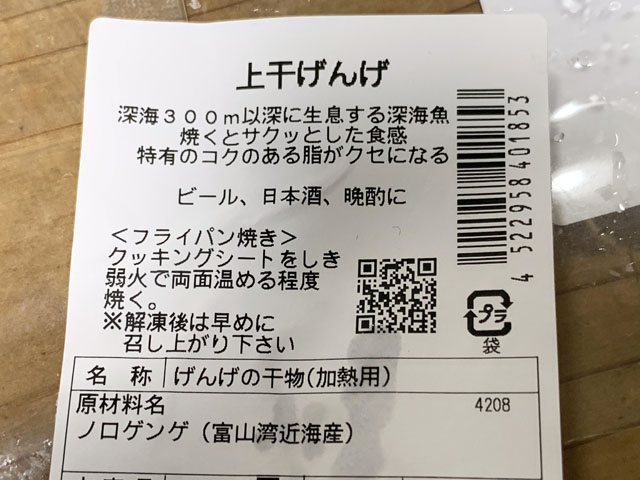 上干げんげ
深海３００ｍ以深に生息する深海魚
焼くとサクッとした食感
特有のコクのある脂がクセになる
ビール、日本酒、晩酌に
＜フライパン焼き＞
クッキングシートをしき
弱火で両面温める程度
焼く。
※解凍後は早めに
召し上がり下さい
4 522958 401853
プラ
袋
名 称 げんげの干物(加熱用)
原材料名 4208
ノロゲンゲ（富山湾近海産）